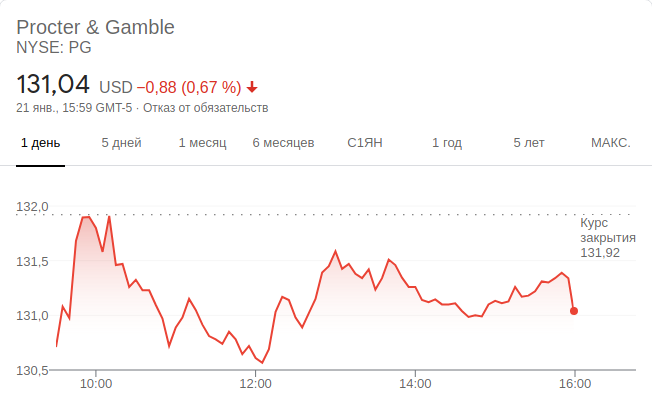 Procter & Gamble
NYSE: PG
131,04 USD −0,88 (0,67 %)
21 янв., 15:59 GMT-5 · Отказ от обязательств
1 день 5 дней 1 месяц 6 месяцев С1ЯН 1 год 5 лет МАКС.
132,0
Курс
закрытия
131,92
131,5
131,0
130,5
10:00 12:00 14:00 16:00